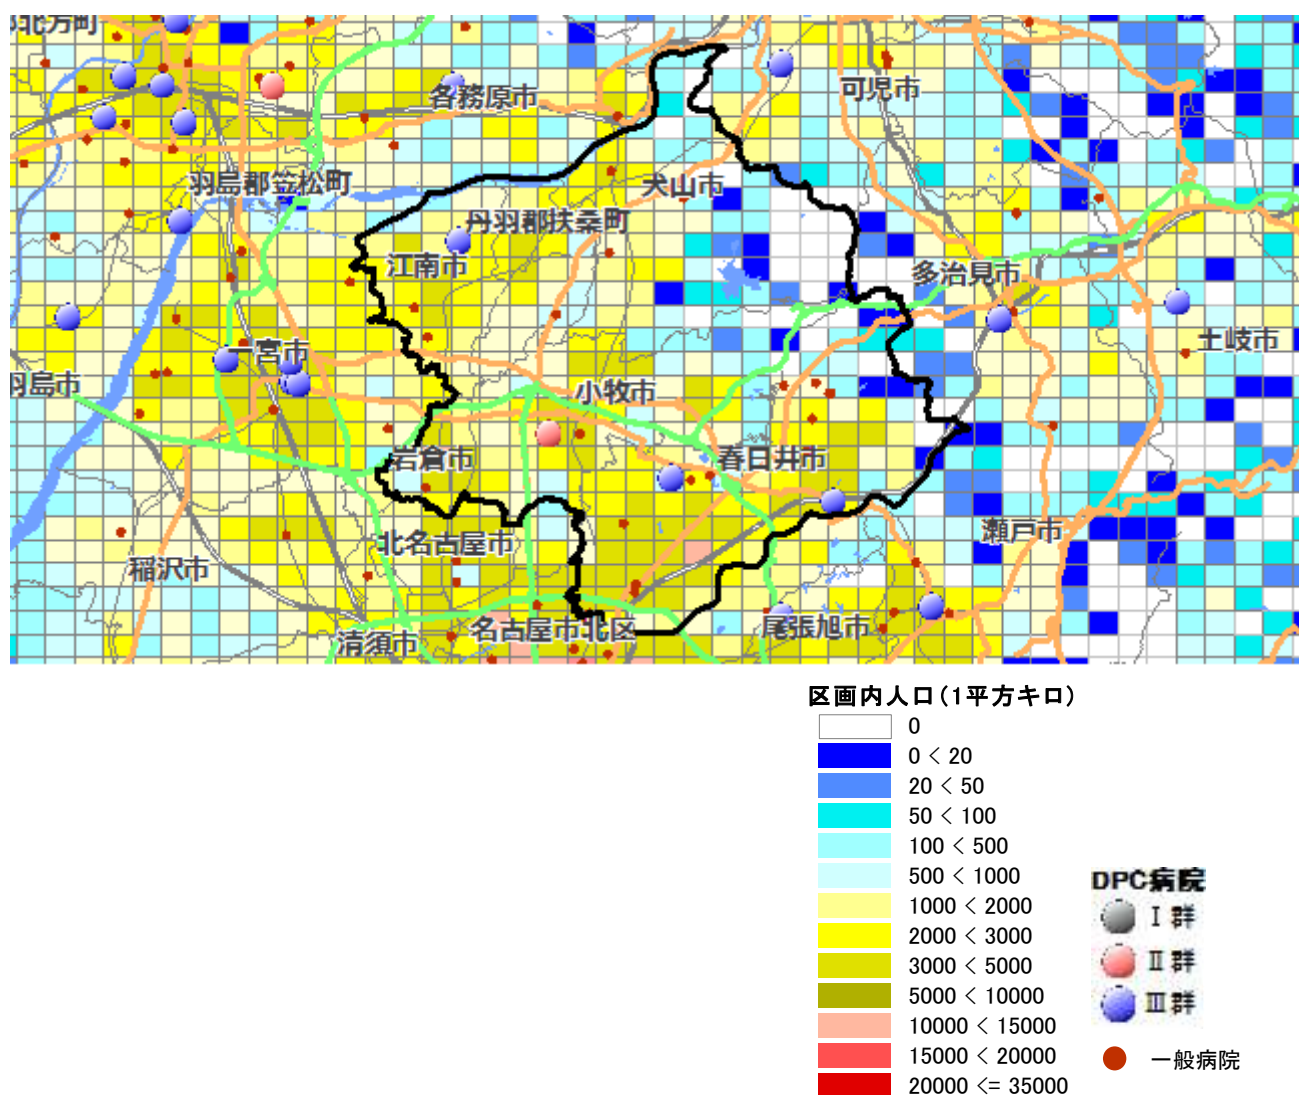 北方町
各務原市
可児市
羽島郡笠松町
犬山市
丹羽郡扶桑町
江南市
多治見市
一宮市
土岐市
羽島市
小牧市
岩倉市
春日井市
北名古屋市
瀬戸市
稲沢市
名古屋市北区
尾張旭市
清須市
区画内人口(1平方キロ)
0
0 < 20
20 < 50
50 < 100
100 < 500
500 < 1000
1000 < 2000
2000 < 3000
3000 < 5000
5000 < 10000
10000 < 15000
15000 < 20000
20000 <= 35000
DPC病院
Ⅰ群
Ⅱ群
Ⅲ群
一般病院